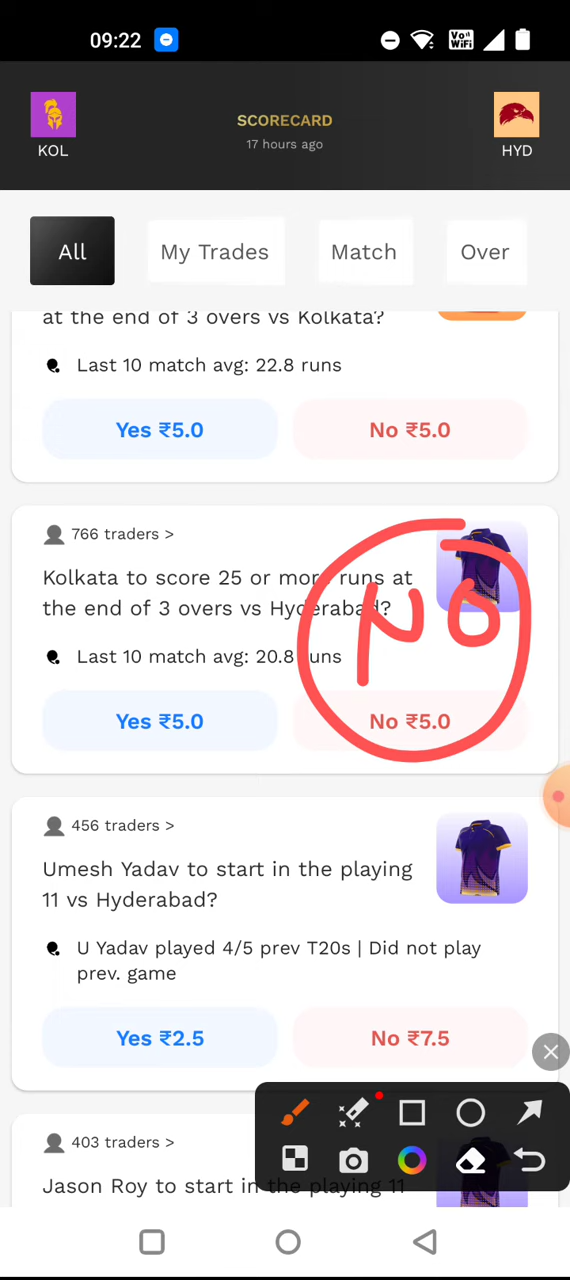 09:22
Vo))
WiFi
KOL
SCORECARD
17 hours ago
HYD
All
My Trades
Match
Over
at the end of 3 overs vs Kolkata?
Last 10 match avg: 22.8 runs
Yes ₹5.0
No ₹5.0
766 traders >
Kolkata to score 25 or more runs at
the end of 3 overs vs Hyderabad?
NO
Last 10 match avg: 20.8 runs
Yes ₹5.0
No ₹5.0
456 traders >
Umesh Yadav to start in the playing
11 vs Hyderabad?
U Yadav played 4/5 prev T20s | Did not play
prev. game
Yes ₹2.5
No ₹7.5
403 traders >
Jason Roy to start in the playing 11